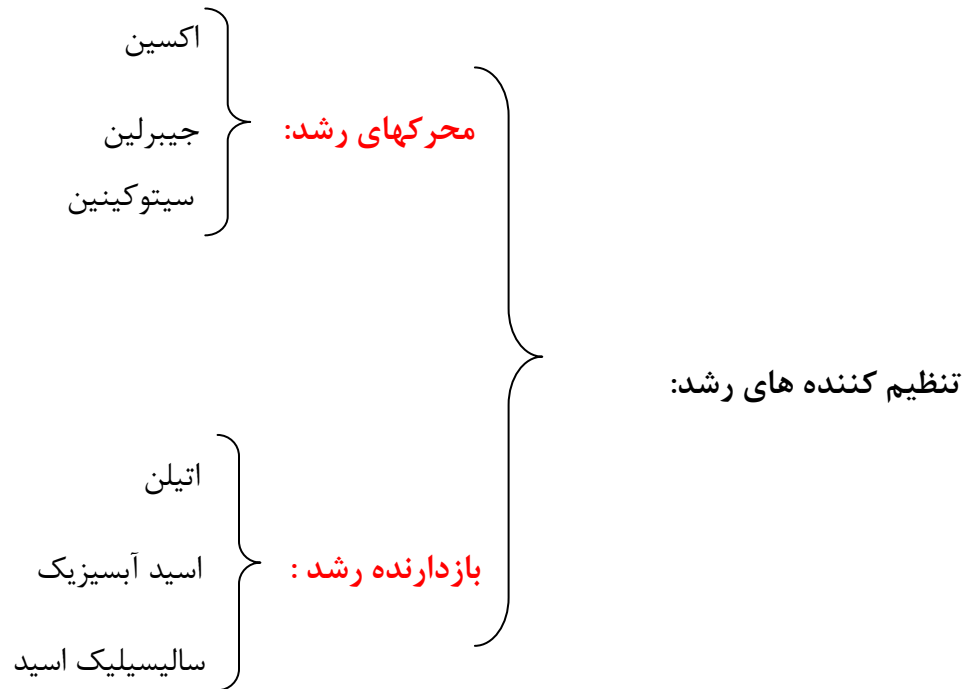 تنظیم کننده های رشد:
محرکهای رشد:
اکسین
جیبرلین
سیتوکینین
بازدارنده رشد :
اتیلن
اسید آبسیزیک
سالیسیلیک اسید